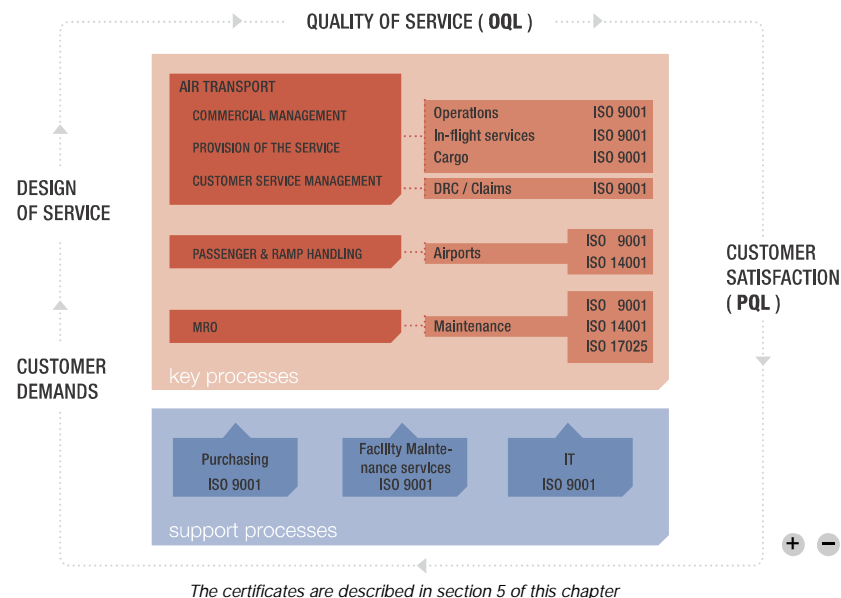 QUALITY OF SERVICE ( OQL )
AIR TRANSPORT
COMMERCIAL MANAGEMENT
PROVISION OF THE SERVICE
CUSTOMER SERVICE MANAGEMENT
Operations ISO 9001
In-flight services ISO 9001
Cargo ISO 9001
DRC / Claims ISO 9001
DESIGN
OF SERVICE
PASSENGER & RAMP HANDLING
Airports
ISO 9001
ISO 14001
CUSTOMER
SATISFACTION
( PQL )
MRO
Maintenance
ISO 9001
ISO 14001
ISO 17025
CUSTOMER
DEMANDS
key processes
Purchasing
ISO 9001
Facility Mainte-
nance services
ISO 9001
IT
ISO 9001
support processes
+ −
The certificates are described in section 5 of this chapter